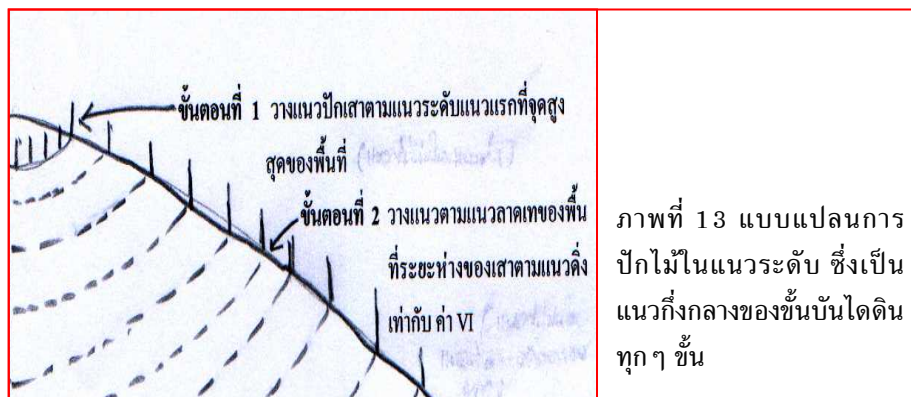 ขั้นตอนที่ 1 วางแนวปักเสาตามแนวระดับแนวแรกที่จุดสูง
สุดของพื้นที่
ขั้นตอนที่ 2 วางแนวตามแนวลาดเทของพื้น
ที่ระยะห่างของเสาตามแนวดิ่ง
เท่ากับ ค่า VI
ภาพที่ 13 แบบแปลนการ
ปักไม้ในแนวระดับ ซึ่งเป็น
แนวกึ่งกลางของขั้นบันไดดิน
ทุก ๆ ขั้น